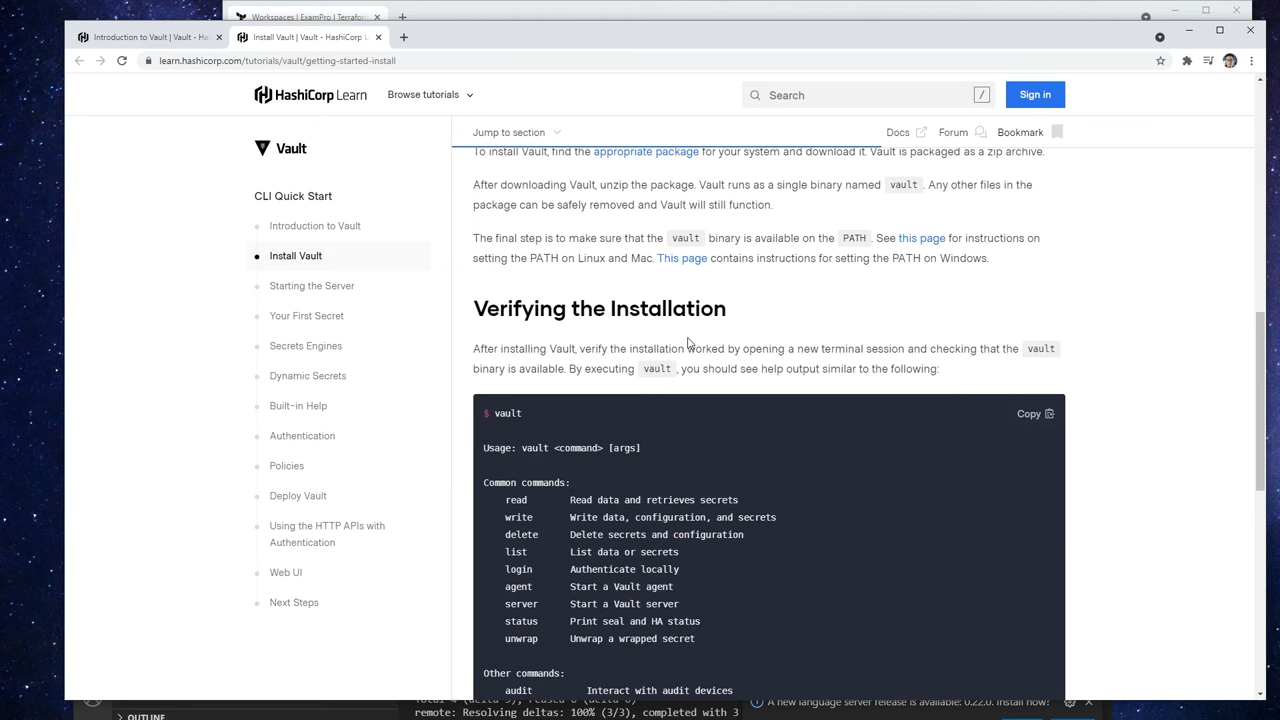 Workspaces | ExamPro | Terraform
Introduction to Vault | Vault - Ha
Install Vault | Vault - HashiCorp L
learn.hashicorp.com/tutorials/vault/getting-started-install
HashiCorp Learn
Browse tutorials
Search
/
Sign in
Vault
Jump to section
Docs
Forum
Bookmark
CLI Quick Start
Introduction to Vault
Install Vault
Starting the Server
Your First Secret
Secrets Engines
Dynamic Secrets
Built-in Help
Authentication
Policies
Deploy Vault
Using the HTTP APIs with
Authentication
Web UI
Next Steps
To install Vault, find the appropriate package for your system and download it. Vault is packaged as a zip archive.
After downloading Vault, unzip the package. Vault runs as a single binary named vault. Any other files in the
package can be safely removed and Vault will still function.
The final step is to make sure that the vault binary is available on the PATH. See this page for instructions on
setting the PATH on Linux and Mac. This page contains instructions for setting the PATH on Windows.
Verifying the Installation
After installing Vault, verify the installation worked by opening a new terminal session and checking that the vault
binary is available. By executing vault, you should see help output similar to the following:
$ vault
Copy
Usage: vault <command> [args]
Common commands:
read Read data and retrieves secrets
write Write data, configuration, and secrets
delete Delete secrets and configuration
list List data or secrets
login Authenticate locally
agent Start a Vault agent
server Start a Vault server
status Print seal and HA status
unwrap Unwrap a wrapped secret
Other commands:
audit Interact with audit devices
OUTLINE
remote: Resolving deltas: 100% (3/3), completed with 3
A new language server release is available: 0.22.0. Install now?